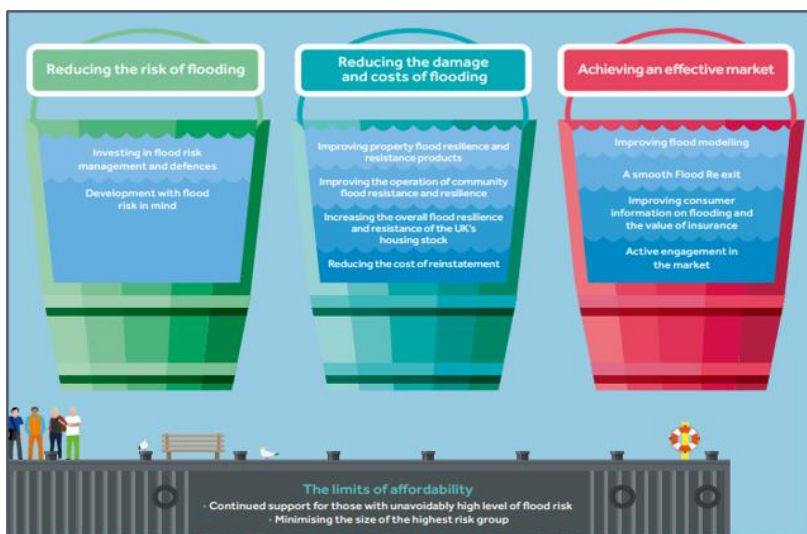 Reducing the risk of flooding
Investing in flood risk
management and defences
Development with flood
risk in mind
Reducing the damage
and costs of flooding
Improving property flood resilience and
resistance products
Improving the operation of community
flood resistance and resilience
Increasing the overall flood resilience
and resistance of the UK's
housing stock
Reducing the cost of reinstatement
Achieving an effective market
Improving flood modelling
A smooth Flood Re exit
Improving consumer
information on flooding and
the value of insurance
Active engagement in
the market
The limits of affordability
- Continued support for those with unavoidably high level of flood risk
- Minimising the size of the highest risk group